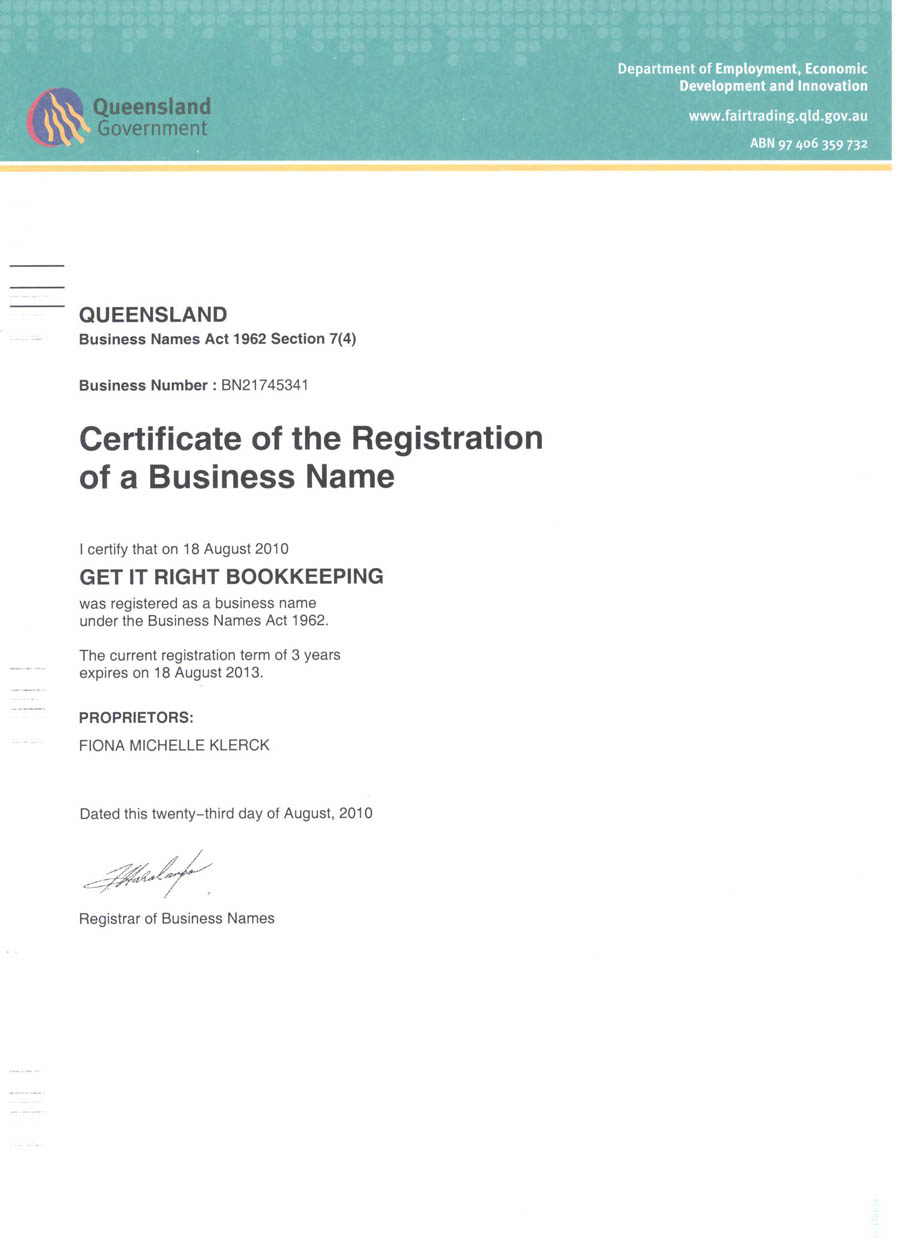 Queensland
Government
Department of Employment, Economic
Development and Innovation
www.fairtrading.qld.gov.au
ABN 97 406 359 732
QUEENSLAND
Business Names Act 1962 Section 7(4)
Business Number : BN21745341
Certificate of the Registration
of a Business Name
I certify that on 18 August 2010
GET IT RIGHT BOOKKEEPING
was registered as a business name
under the Business Names Act 1962.
The current registration term of 3 years
expires on 18 August 2013.
PROPRIETORS:
FIONA MICHELLE KLERCK
Dated this twenty–third day of August, 2010
Registrar of Business Names